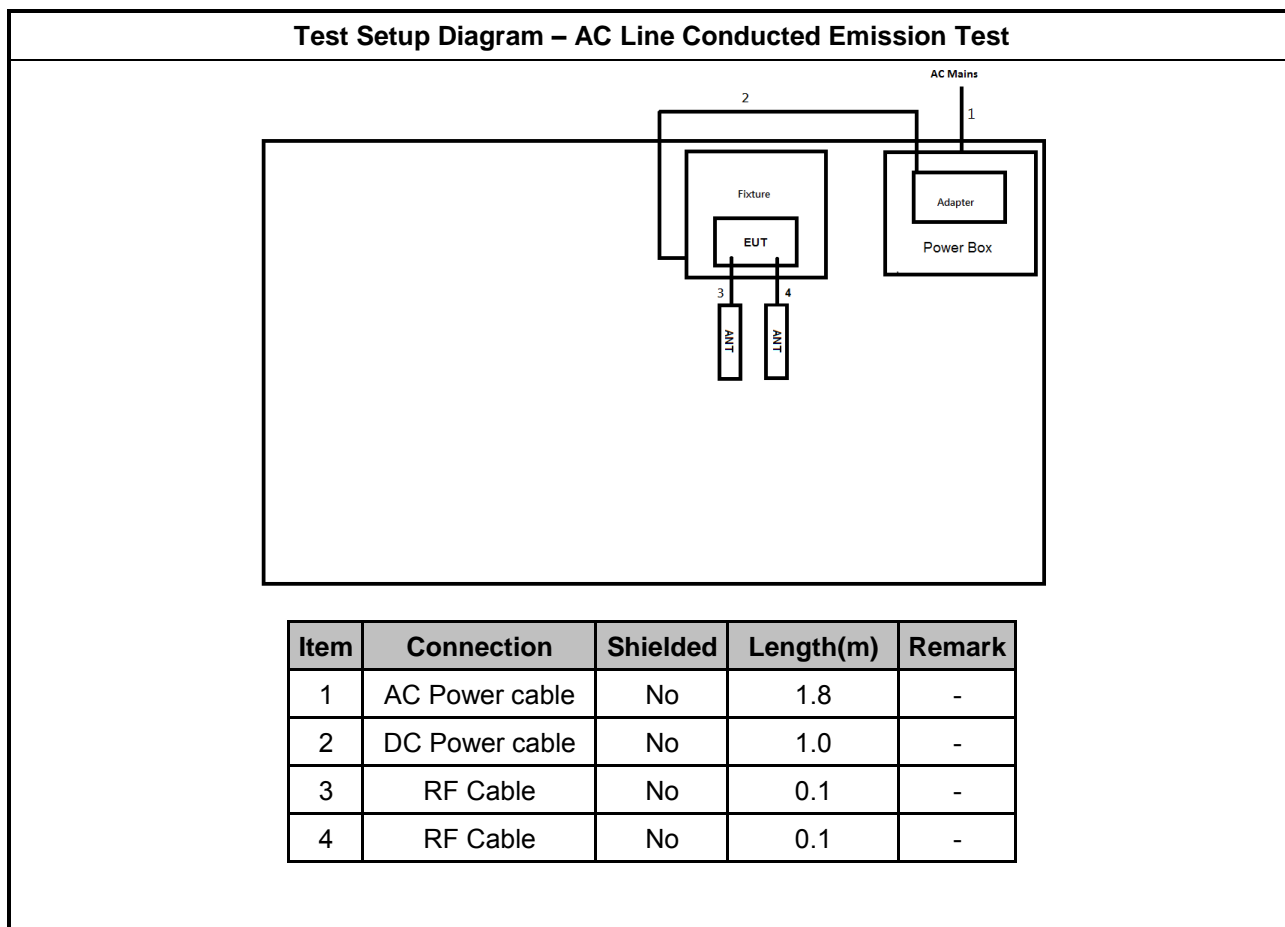 Test Setup Diagram – AC Line Conducted Emission Test
AC Mains
2
1
Fixture
Adapter
EUT
Power Box
3
4
ANT
ANT
Item Connection Shielded Length(m) Remark
1 AC Power cable No 1.8 -
2 DC Power cable No 1.0 -
3 RF Cable No 0.1 -
4 RF Cable No 0.1 -